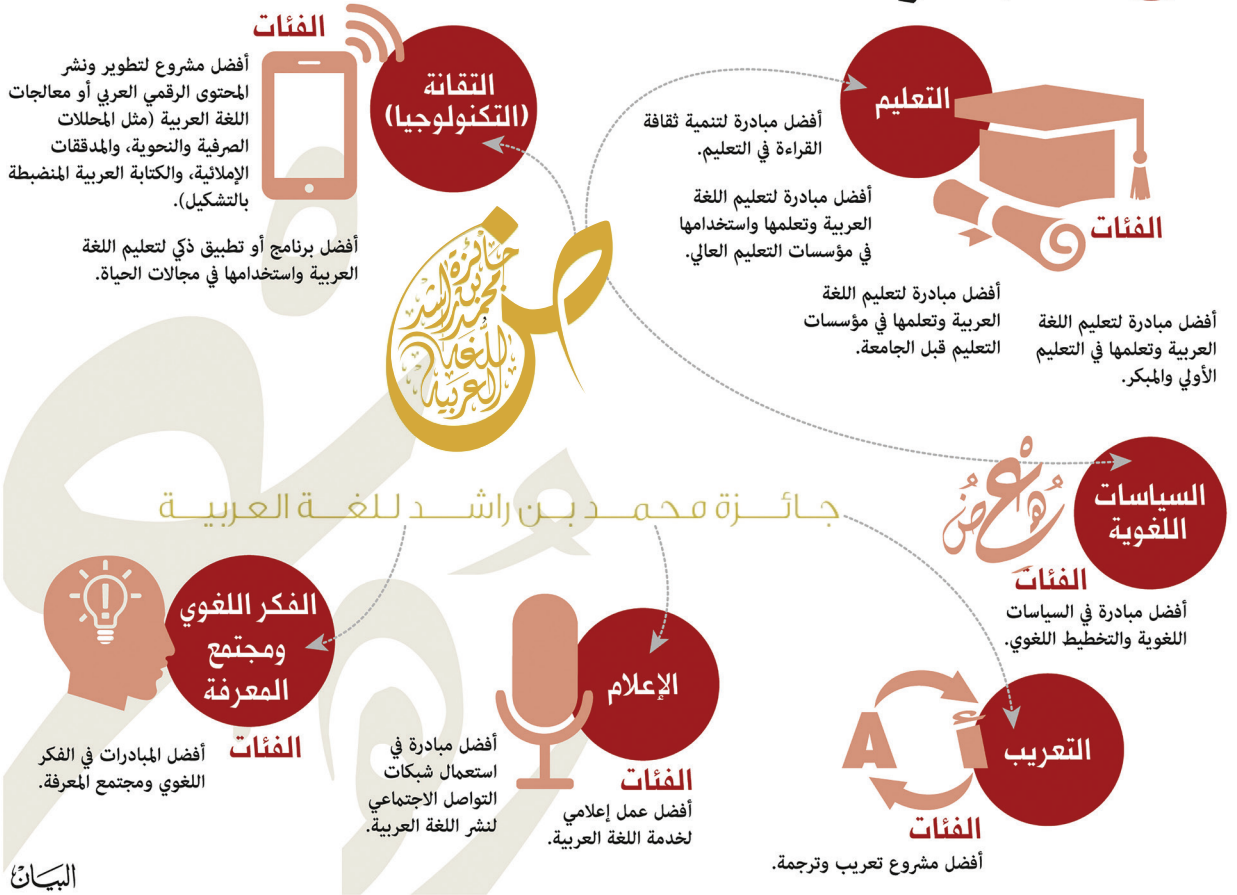 التعليم
الفئات
أفضل مبادرة لتنمية ثقافة
القراءة في التعليم.
أفضل مبادرة لتعليم اللغة
العربية وتعلمها واستخدامها
في مؤسسات التعليم العالي.
أفضل مبادرة لتعليم اللغة
العربية وتعلمها في مؤسسات
التعليم قبل الجامعة.
أفضل مبادرة لتعليم اللغة
العربية وتعلمها في التعليم
الأولي والمبكر.
التقانة
(التكنولوجيا)
الفئات
أفضل مشروع لتطوير ونشر
المحتوى الرقمي العربي أو معالجات
اللغة العربية (مثل المحللات
الصرفية والنحوية، والمدققات
الإملائية، والكتابة العربية المنضبطة
بالتشكيل).
أفضل برنامج أو تطبيق ذكي لتعليم اللغة
العربية واستخدامها في مجالات الحياة.
ض
جائزة
محمد بن راشد
للغة
العربية
جائزة محمد بن راشد للغة العربية
السياسات
اللغوية
الفئات
أفضل مبادرة في السياسات
اللغوية والتخطيط اللغوي.
التعريب
أ
A
الفئات
أفضل مشروع تعريب وترجمة.
الإعلام
الفئات
أفضل عمل إعلامي
لخدمة اللغة العربية.
أفضل مبادرة في
استعمال شبكات
التواصل الاجتماعي
لنشر اللغة العربية.
الفكر اللغوي
ومجتمع
المعرفة
الفئات
أفضل المبادرات في الفكر
اللغوي ومجتمع المعرفة.
البيان